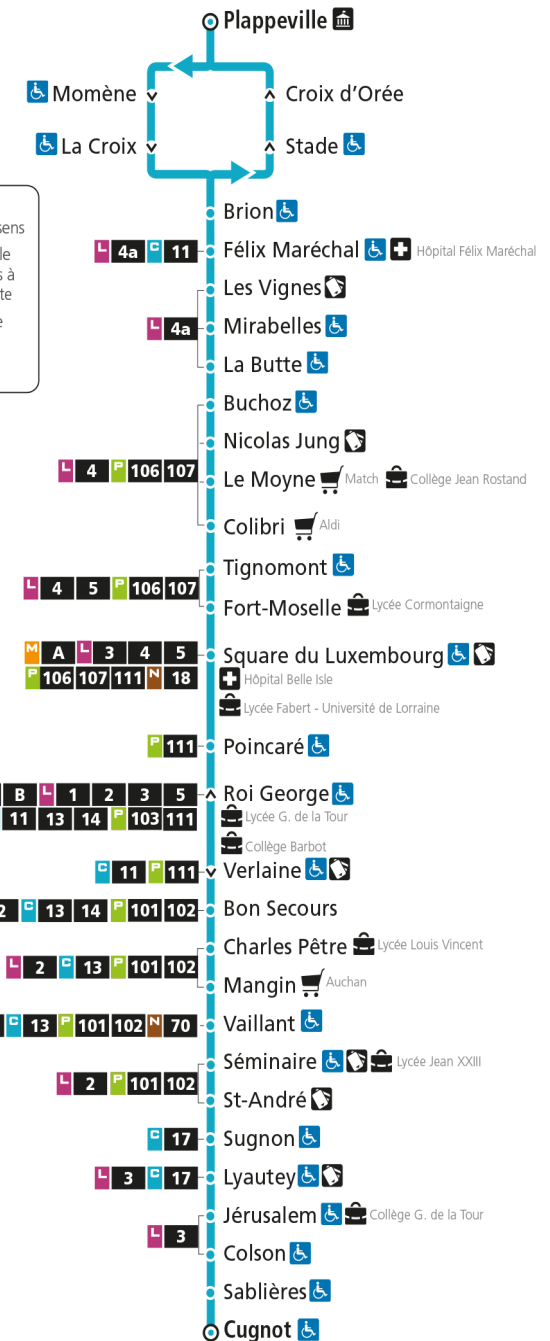 Plappeville
Momène Croix d'Orée
La Croix Stade
Brion
sens
L 4a C 11 Félix Maréchal Hôpital Félix Maréchal
le
s à
te
e
Les Vignes
L 4a Mirabelles
La Butte
Buchoz
Nicolas Jung
L 4 P 106 107 Le Moyne Match Collège Jean Rostand
Colibri Aldi
Tignomont
L 4 5 P 106 107 Fort-Moselle Lycée Cormontaigne
M A L 3 4 5 Square du Luxembourg
P 106 107 111 N 18 Hôpital Belle Isle
Lycée Fabert - Université de Lorraine
P 111 Poincaré
B L 1 2 3 5 Roi George
11 13 14 P 103 111 Lycée G. de la Tour
Collège Barbot
C 11 P 111 Verlaine
2 C 13 14 P 101 102 Bon Secours
Charles Pêtre Lycée Louis Vincent
L 2 C 13 P 101 102
Mangin Auchan
C 13 P 101 102 N 70 Vaillant
Séminaire Lycée Jean XXIII
L 2 P 101 102
St-André
C 17 Sugnon
L 3 C 17 Lyautey
Jérusalem Collège G. de la Tour
L 3
Colson
Sablières
Cugnot